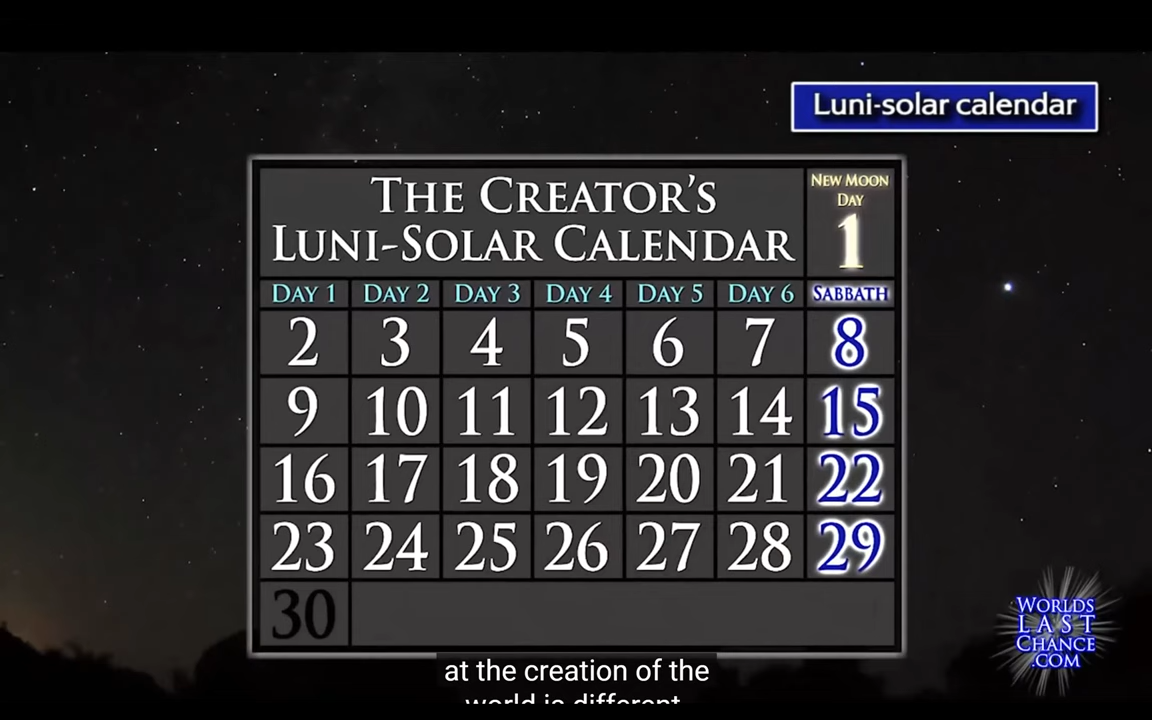 Luni-solar calendar
THE CREATOR'S
LUNI-SOLAR CALENDAR
NEW MOON
DAY
1
DAY 1 DAY 2 DAY 3 DAY 4 DAY 5 DAY 6 SABBATH
2 3 4 5 6 7 8
9 10 11 12 13 14 15
16 17 18 19 20 21 22
23 24 25 26 27 28 29
30
WORLDS
LAST
CHANCE
.COM
at the creation of the
world is different